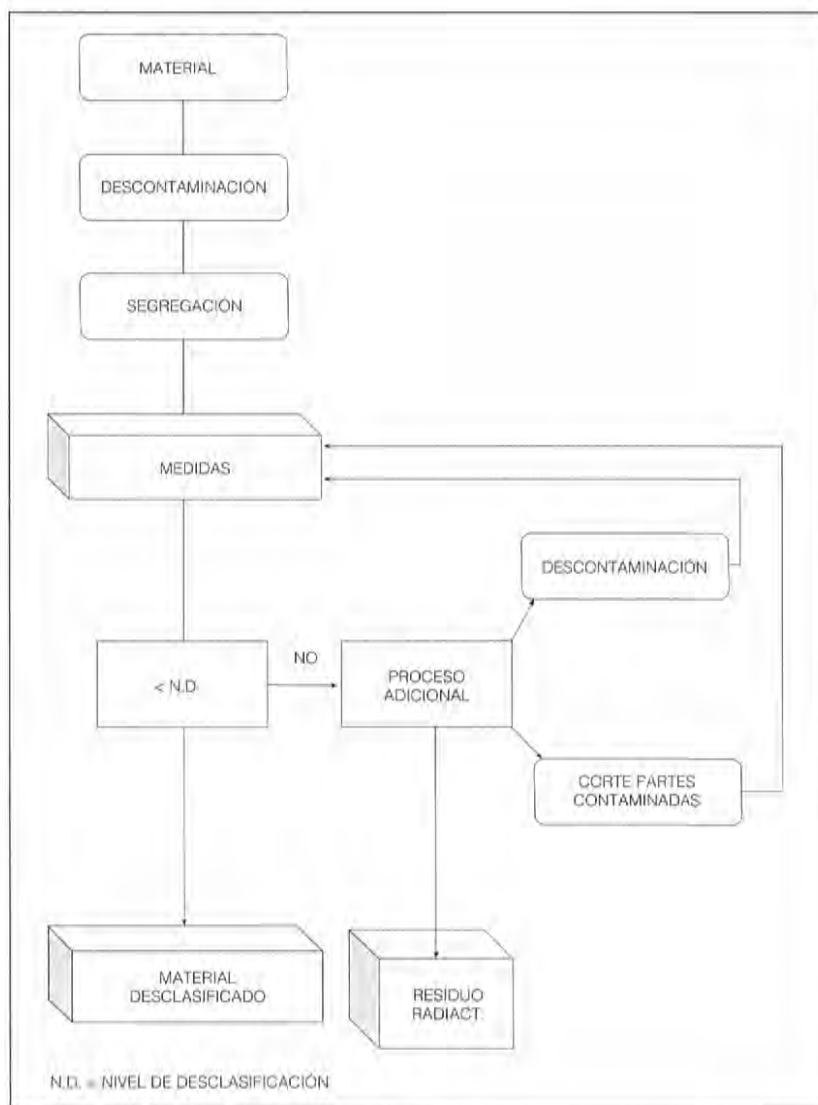 MATERIAL
DESCONTAMINACIÓN
SEGREGACIÓN
MEDIDAS
DESCONTAMINACIÓN
NO
< N.D.
PROCESO
ADICIONAL
CORTE PARTES
CONTAMINADAS
MATERIAL
DESCLASIFICADO
RESIDUO
RADIACT.
N.D. = NIVEL DE DESCLASIFICACIÓN